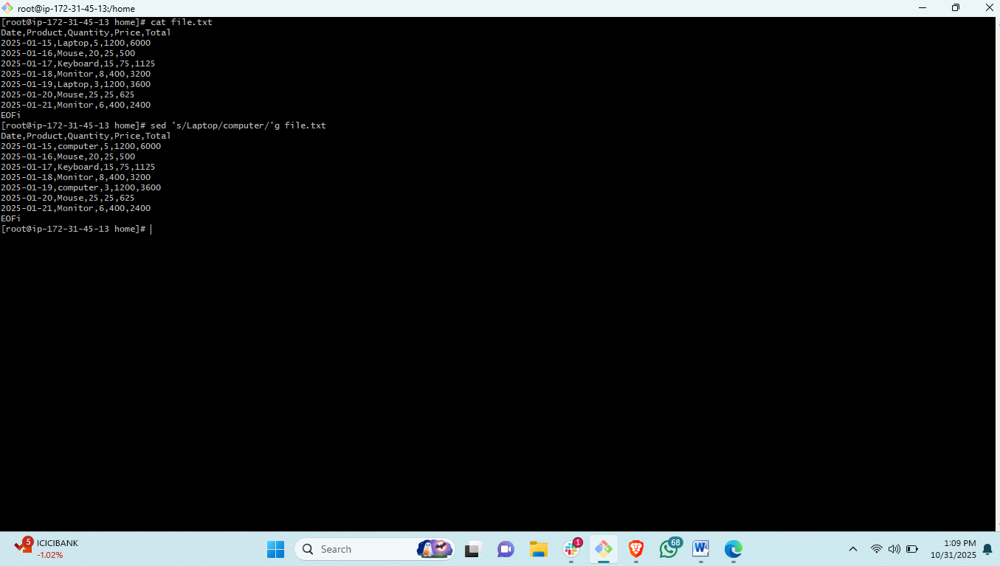 root@ip-172-31-45-13:/home
[root@ip-172-31-45-13 home]# cat file.txt
Date,Product,Quantity,Price,Total
2025-01-15,Laptop,5,1200,6000
2025-01-16,Mouse,20,25,500
2025-01-17,Keyboard,15,75,1125
2025-01-18,Monitor,8,400,3200
2025-01-19,Laptop,3,1200,3600
2025-01-20,Mouse,25,25,625
2025-01-21,Monitor,6,400,2400
EOFi
[root@ip-172-31-45-13 home]# sed 's/Laptop/computer/'g file.txt
Date,Product,Quantity,Price,Total
2025-01-15,computer,5,1200,6000
2025-01-16,Mouse,20,25,500
2025-01-17,Keyboard,15,75,1125
2025-01-18,Monitor,8,400,3200
2025-01-19,computer,3,1200,3600
2025-01-20,Mouse,25,25,625
2025-01-21,Monitor,6,400,2400
EOFi
[root@ip-172-31-45-13 home]#
5
ICICIBANK
-1.02%
Search
1
68
W
1:09 PM
10/31/2025